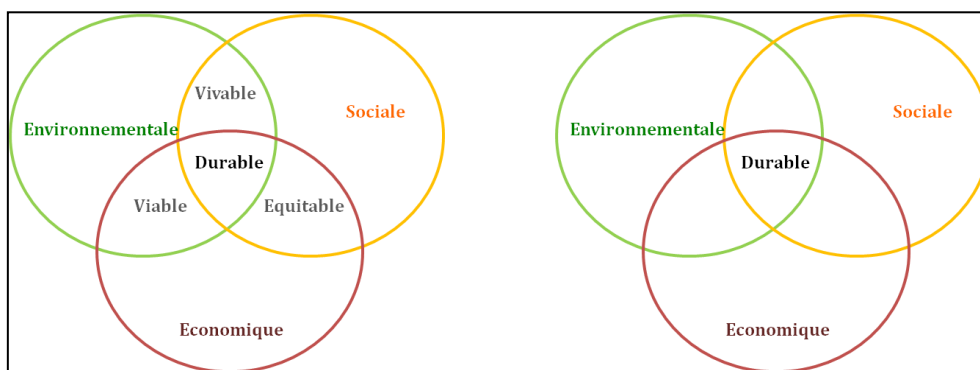 Vivable
Sociale
Environnementale
Durable
Viable
Equitable
Economique
Sociale
Environnementale
Durable
Economique